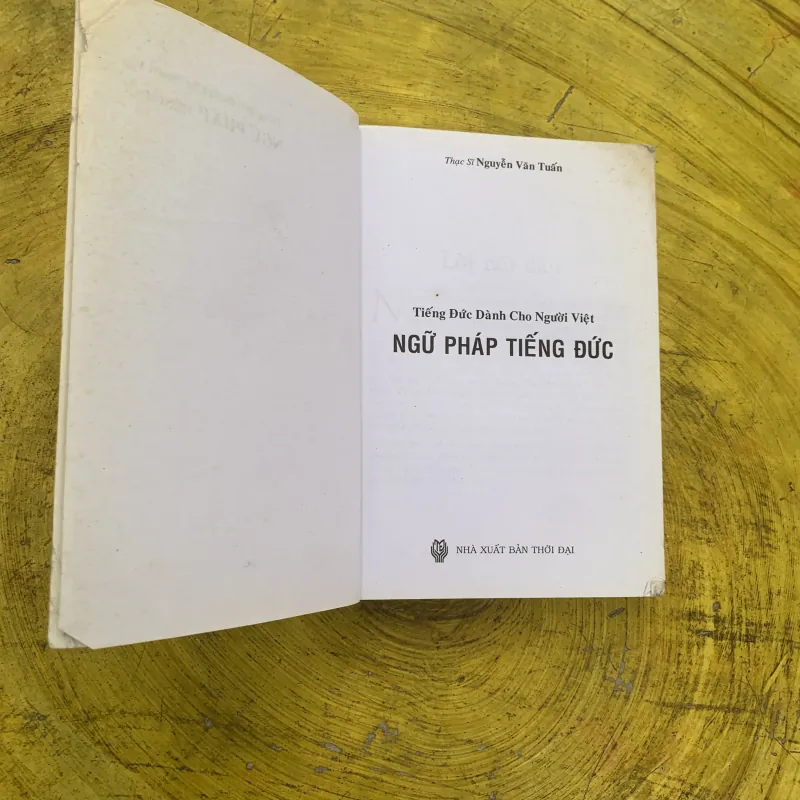 Thạc Sĩ Nguyễn Văn Tuấn
Tiếng Đức Dành Cho Người Việt
NGỮ PHÁP TIẾNG ĐỨC
NHÀ XUẤT BẢN THỜI ĐẠI